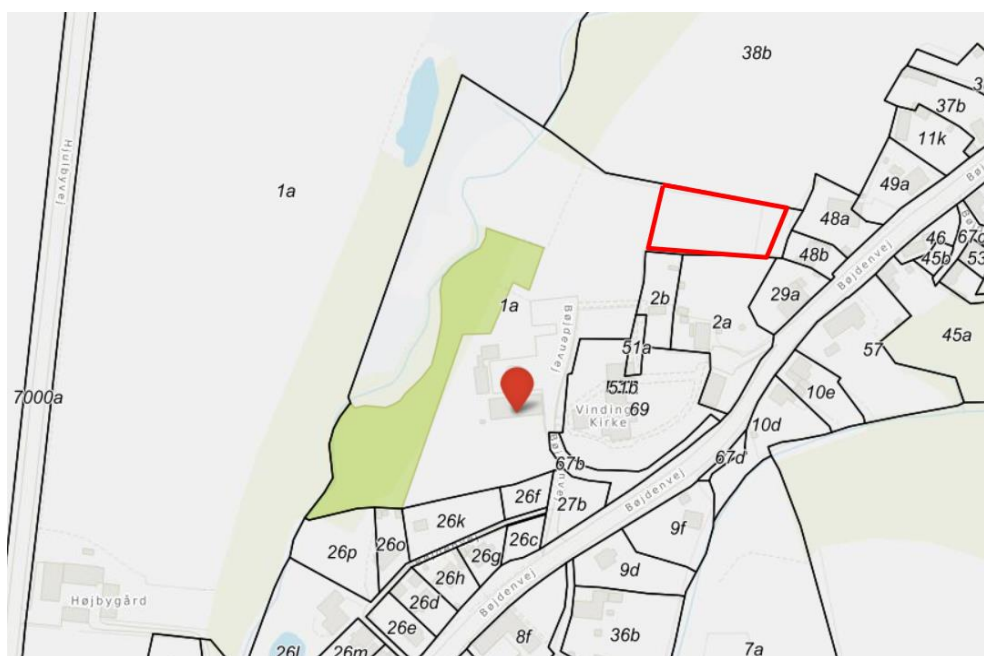 38b
37b
11k
Hjulbyvej
1a
49a
48a
Bøjdenvej
46
67c
45b
53
48b
29a
2b
1a
2a
Bøjdenvej
45a
51a
57
7000a
51b
69
10e
Vinding
Kirke
10d
67b
67d
26f
27b
Bøjdenvej
26k
9f
26p
26o
26c
26g
26h
9d
Højbygård
26d
Bøjdenvej
26e
8f
36b
7a
26l
26m